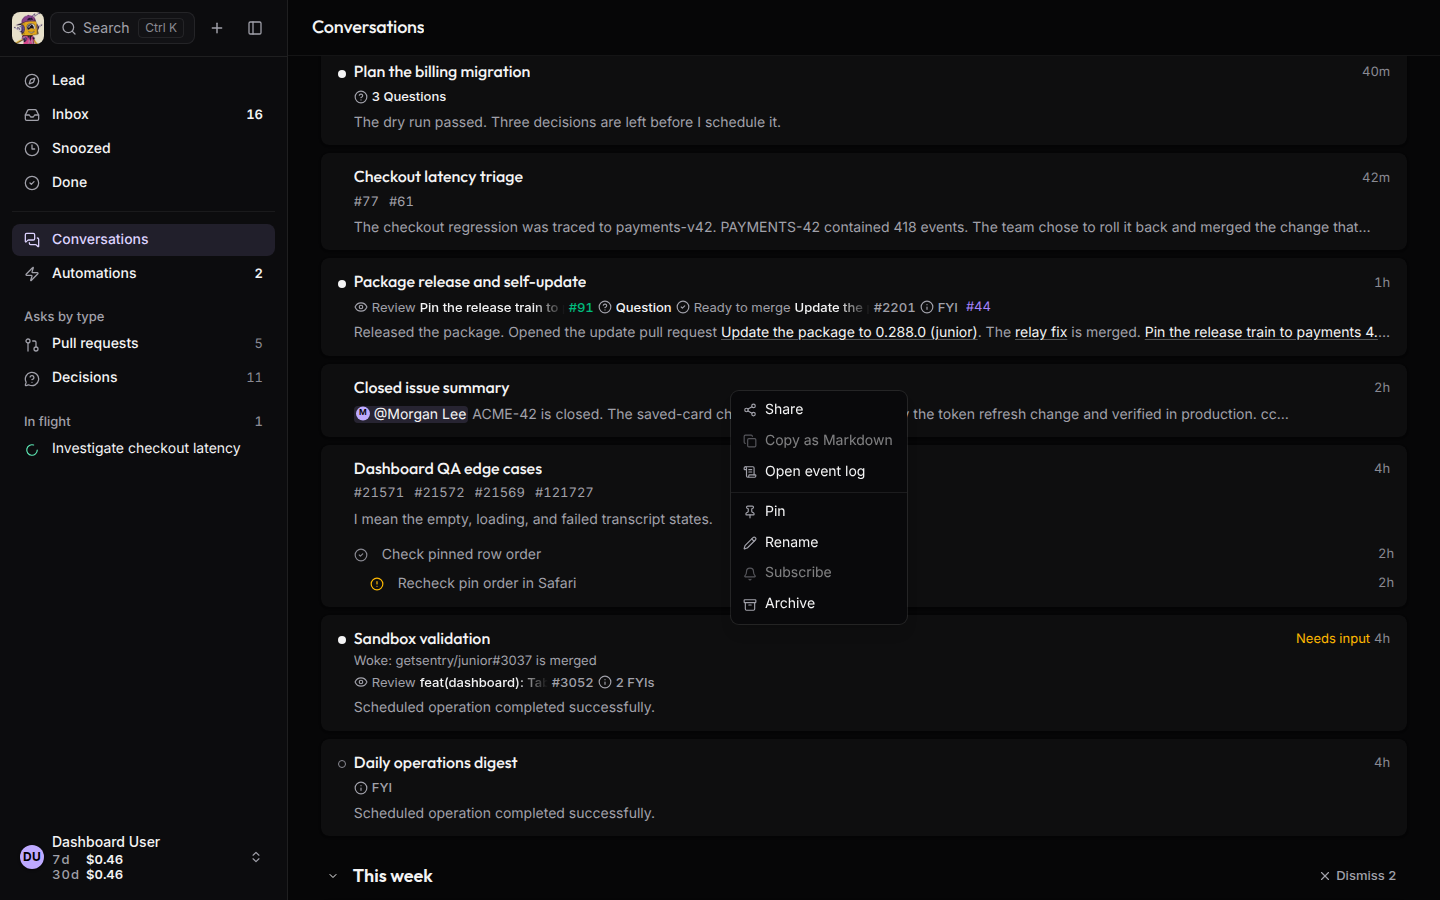 Search Ctrl K
Lead
Inbox 16
Snoozed
Done
Conversations
Automations 2
Asks by type
Pull requests 5
Decisions 11
In flight 1
Investigate checkout latency
DU Dashboard User
7d $0.46
30d $0.46
Conversations
Plan the billing migration 40m
3 Questions
The dry run passed. Three decisions are left before I schedule it.
Checkout latency triage 42m
#77 #61
The checkout regression was traced to payments-v42. PAYMENTS-42 contained 418 events. The team chose to roll it back and merged the change that...
Package release and self-update 1h
Review Pin the release train to #91 Question Ready to merge Update the #2201 FYI #44
Released the package. Opened the update pull request Update the package to 0.288.0 (junior). The relay fix is merged. Pin the release train to payments 4....
Closed issue summary 2h
M @Morgan Lee ACME-42 is closed. The saved-card ch the token refresh change and verified in production. cc...
Share
Copy as Markdown
Open event log
Pin
Rename
Subscribe
Archive
Dashboard QA edge cases 4h
#21571 #21572 #21569 #121727
I mean the empty, loading, and failed transcript states.
Check pinned row order 2h
Recheck pin order in Safari 2h
Sandbox validation Needs input 4h
Woke: getsentry/junior#3037 is merged
Review feat(dashboard): Ta #3052 2 FYIs
Scheduled operation completed successfully.
Daily operations digest 4h
FYI
Scheduled operation completed successfully.
This week Dismiss 2